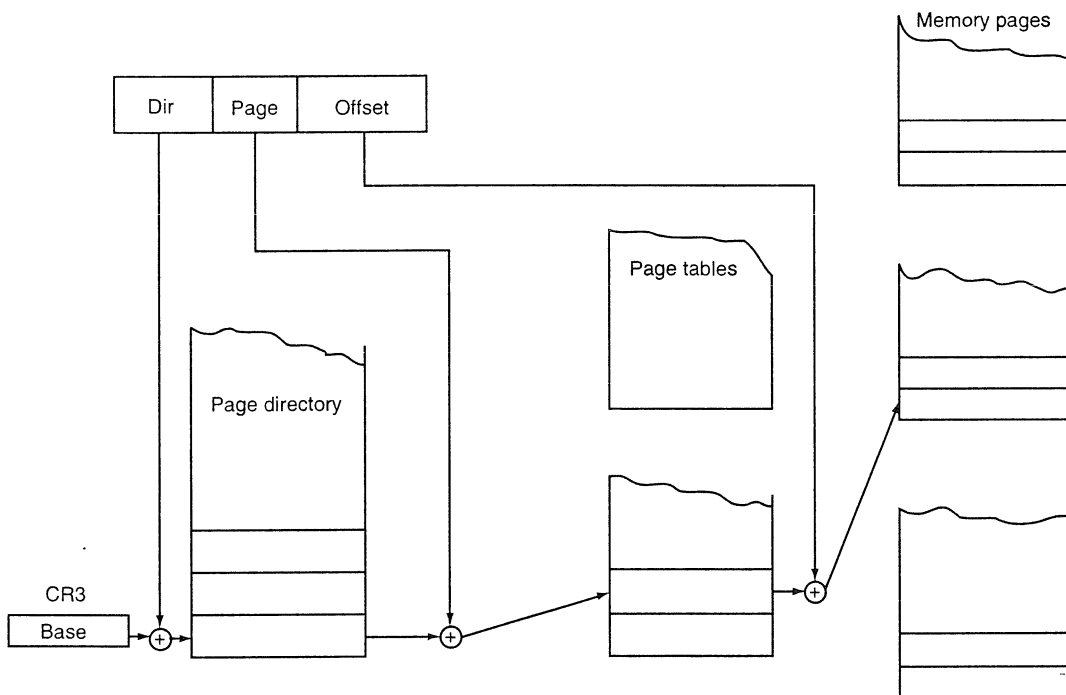 Memory pages
Dir
Page
Offset
Page tables
Page directory
CR3
Base